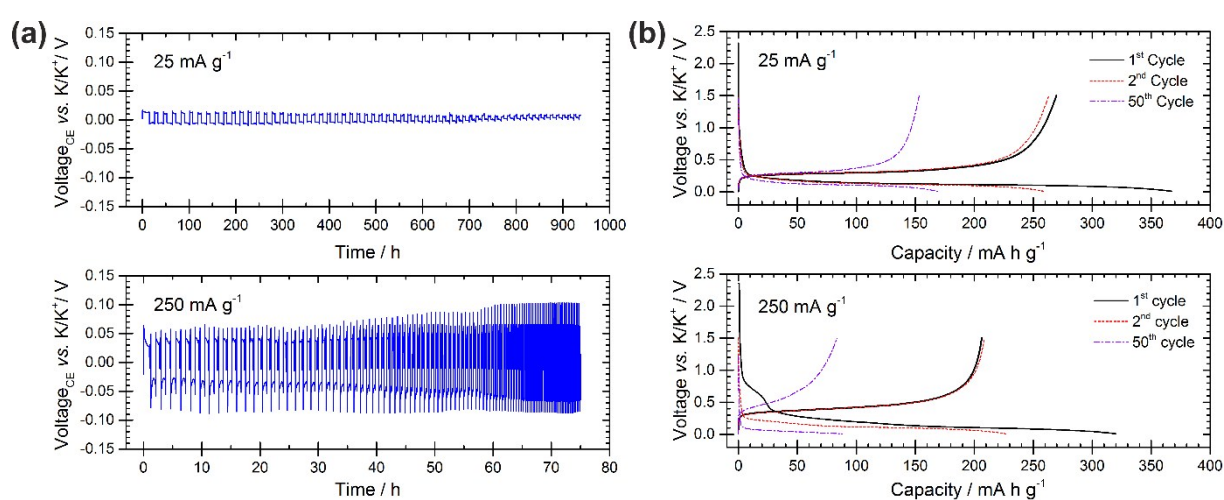 (a)
0.15
0.10
0.05
0.00
-0.05
-0.10
-0.15
Voltage_CE vs. K/K⁺/ V
25 mA g⁻¹
0 100 200 300 400 500 600 700 800 900 1000
Time / h
0.15
0.10
0.05
0.00
-0.05
-0.10
-0.15
Voltage_CE vs. K/K⁺/ V
250 mA g⁻¹
0 10 20 30 40 50 60 70 80
Time / h
(b)
2.5
2.0
1.5
1.0
0.5
0.0
Voltage vs. K/K⁺ / V
25 mA g⁻¹
1st Cycle
2nd Cycle
50th Cycle
0 50 100 150 200 250 300 350 400
Capacity / mA h g⁻¹
2.5
2.0
1.5
1.0
0.5
0.0
Voltage vs. K/K⁺ / V
250 mA g⁻¹
1st cycle
2nd cycle
50th cycle
0 50 100 150 200 250 300 350 400
Capacity / mA h g⁻¹